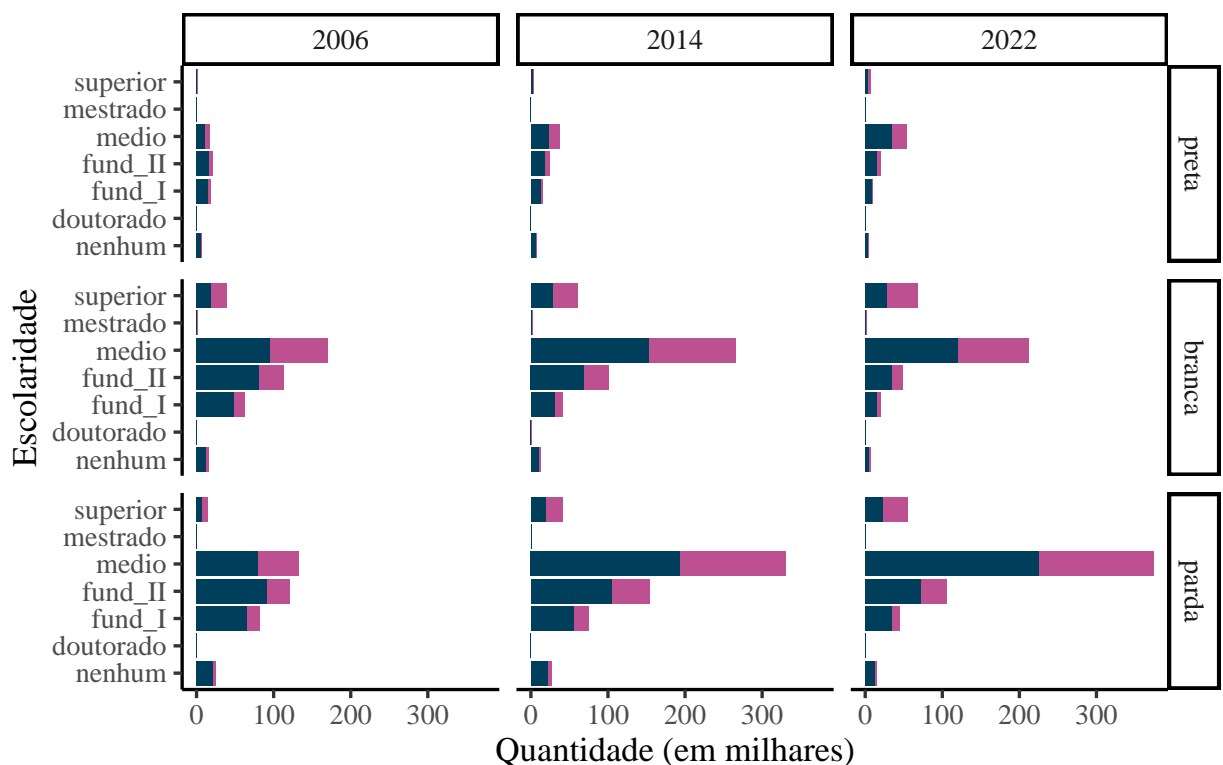 2006
2014
2022
superior
mestrado
medio
fund_II
fund_I
doutorado
nenhum
preta
superior
mestrado
medio
fund_II
fund_I
doutorado
nenhum
branca
superior
mestrado
medio
fund_II
fund_I
doutorado
nenhum
parda
Escolaridade
0 100 200 300
0 100 200 300
0 100 200 300
Quantidade (em milhares)